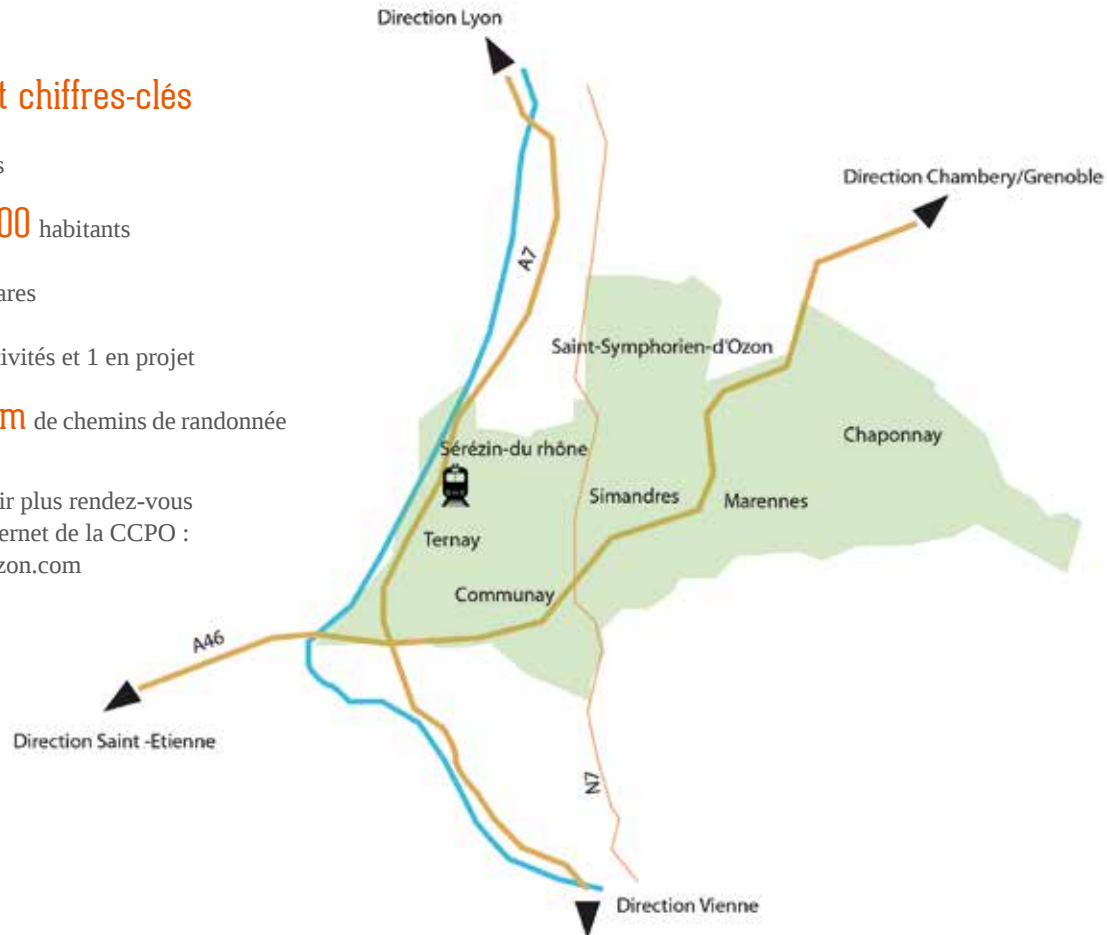 Direction Lyon
t chiffres-clés
s
Direction Chambery/Grenoble
00 habitants
A7
ares
Saint-Symphorien-d'Ozon
ivités et 1 en projet
m de chemins de randonnée
Chaponnay
Sérézin-du rhône
Simandres
Marennes
ir plus rendez-vous
ernet de la CCPO :
zon.com
Ternay
Communay
A46
Direction Saint -Etienne
N7
Direction Vienne